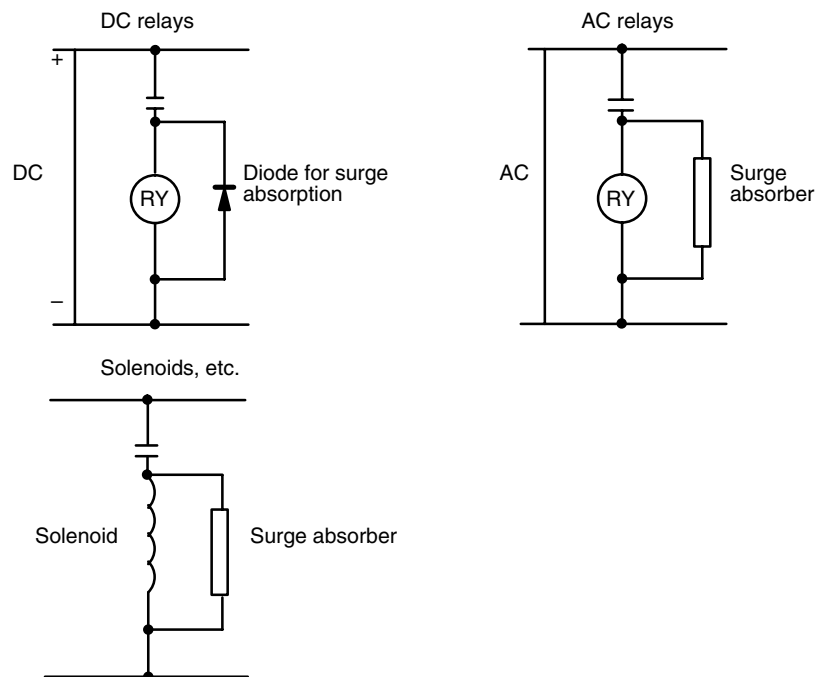 DC relays
+
DC
RY
Diode for surge
absorption
–
AC relays
AC
RY
Surge
absorber
Solenoids, etc.
Solenoid
Surge absorber